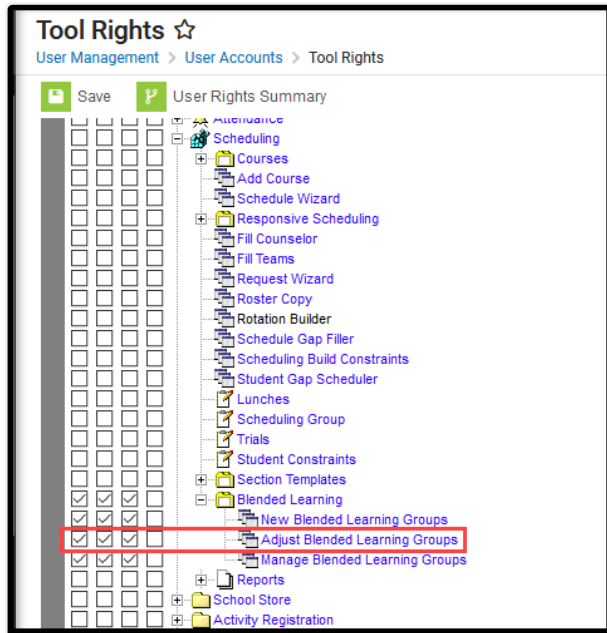 Tool Rights
User Management > User Accounts > Tool Rights
Save User Rights Summary
Attendance
Scheduling
Courses
Add Course
Schedule Wizard
Responsive Scheduling
Fill Counselor
Fill Teams
Request Wizard
Roster Copy
Rotation Builder
Schedule Gap Filler
Scheduling Build Constraints
Student Gap Scheduler
Lunches
Scheduling Group
Trials
Student Constraints
Section Templates
Blended Learning
New Blended Learning Groups
Adjust Blended Learning Groups
Manage Blended Learning Groups
Reports
School Store
Activity Registration